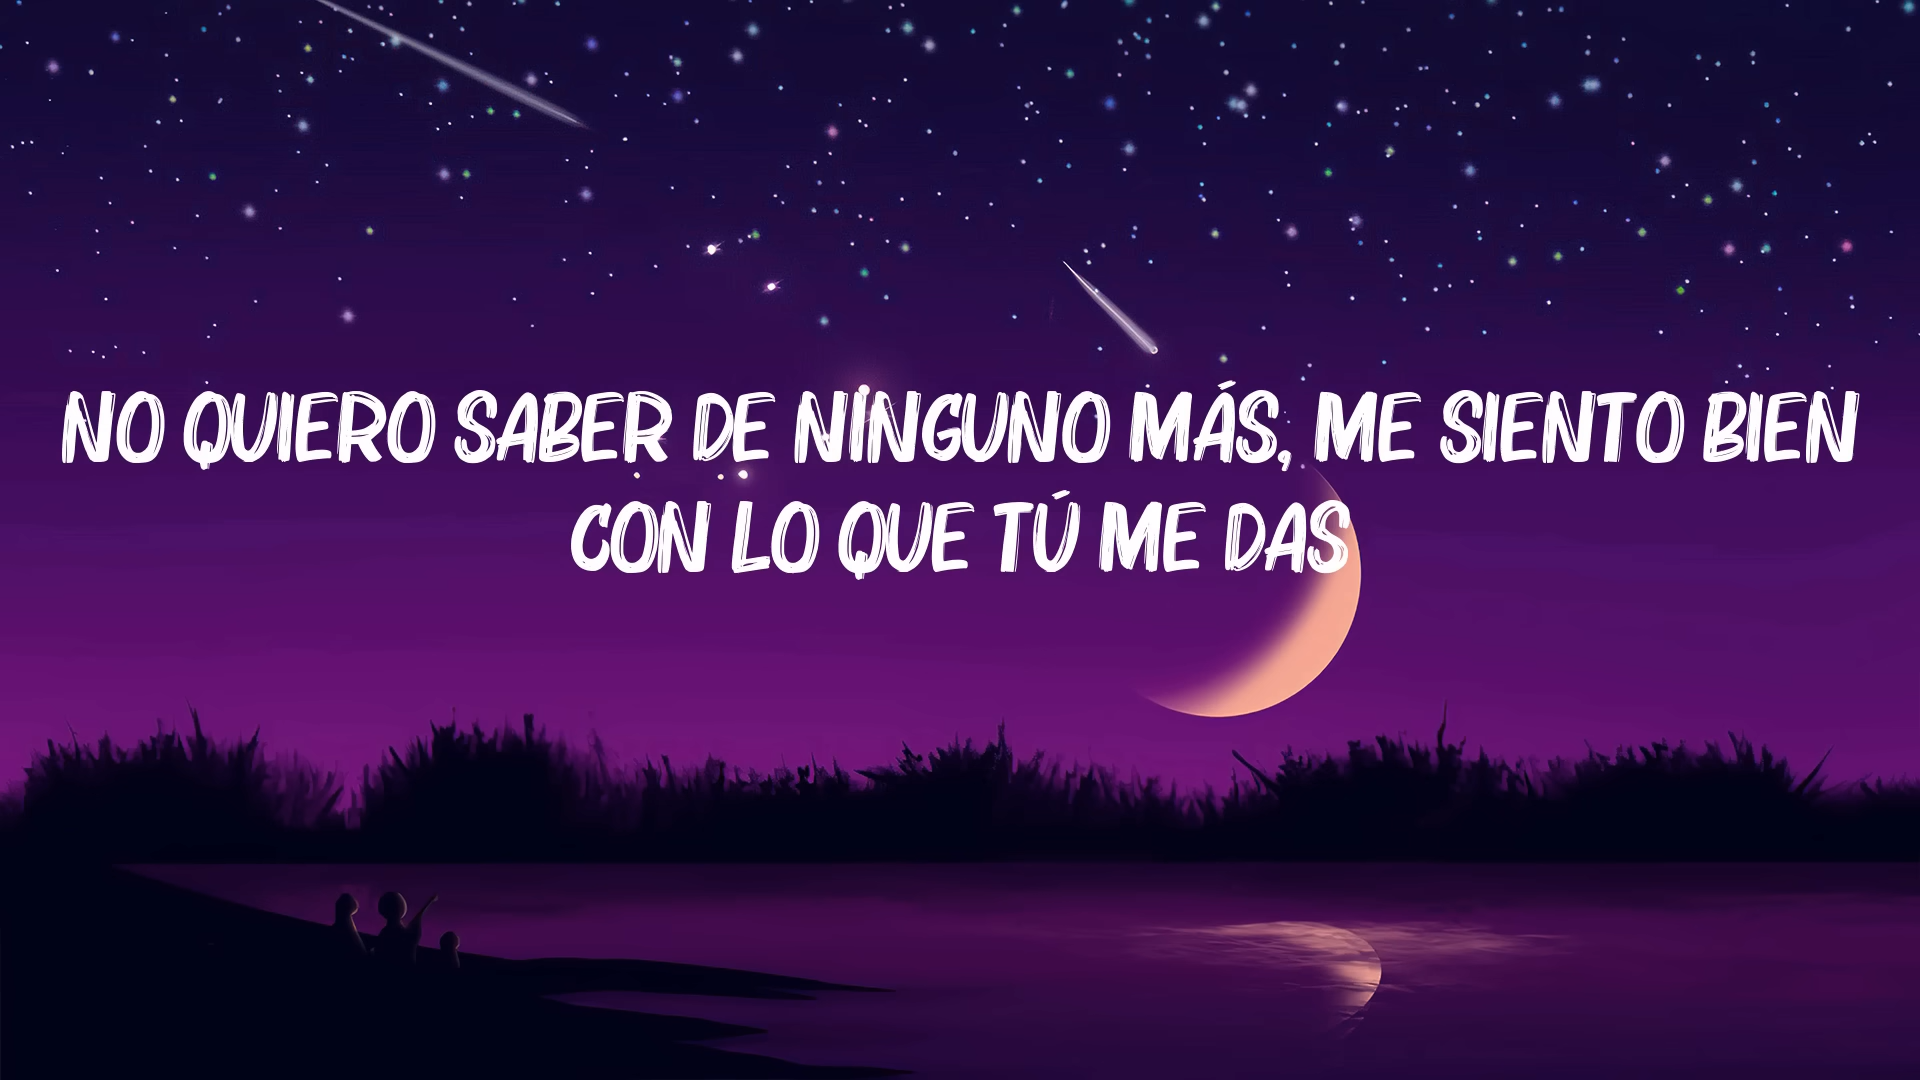 NO QUIERO SABER DE NINGUNO MÁS, ME SIENTO BIEN
CON LO QUE TÚ ME DAS